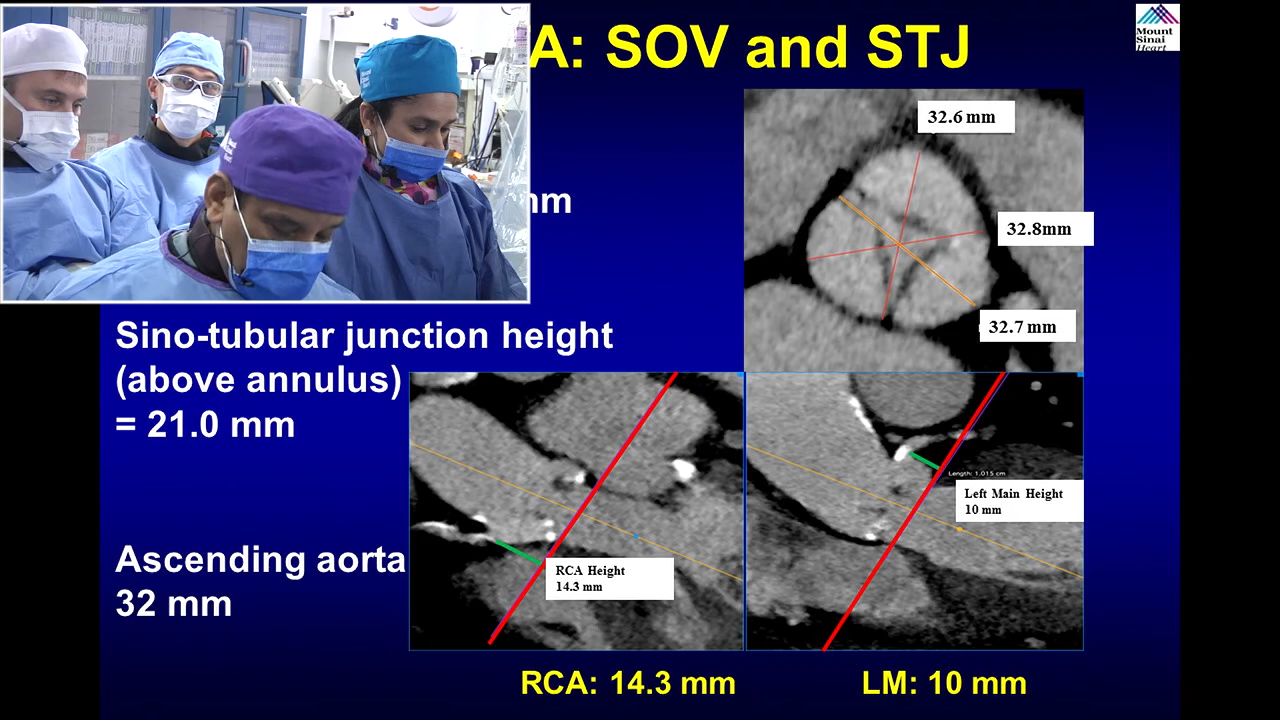 A: SOV and STJ
Mount
Sinai
Heart
32.6 mm
32.8mm
32.7 mm
Sino-tubular junction height
(above annulus)
= 21.0 mm
Length: 1.015 cm
Left Main Height
10 mm
RCA Height
14.3 mm
Ascending aorta
32 mm
RCA: 14.3 mm
LM: 10 mm